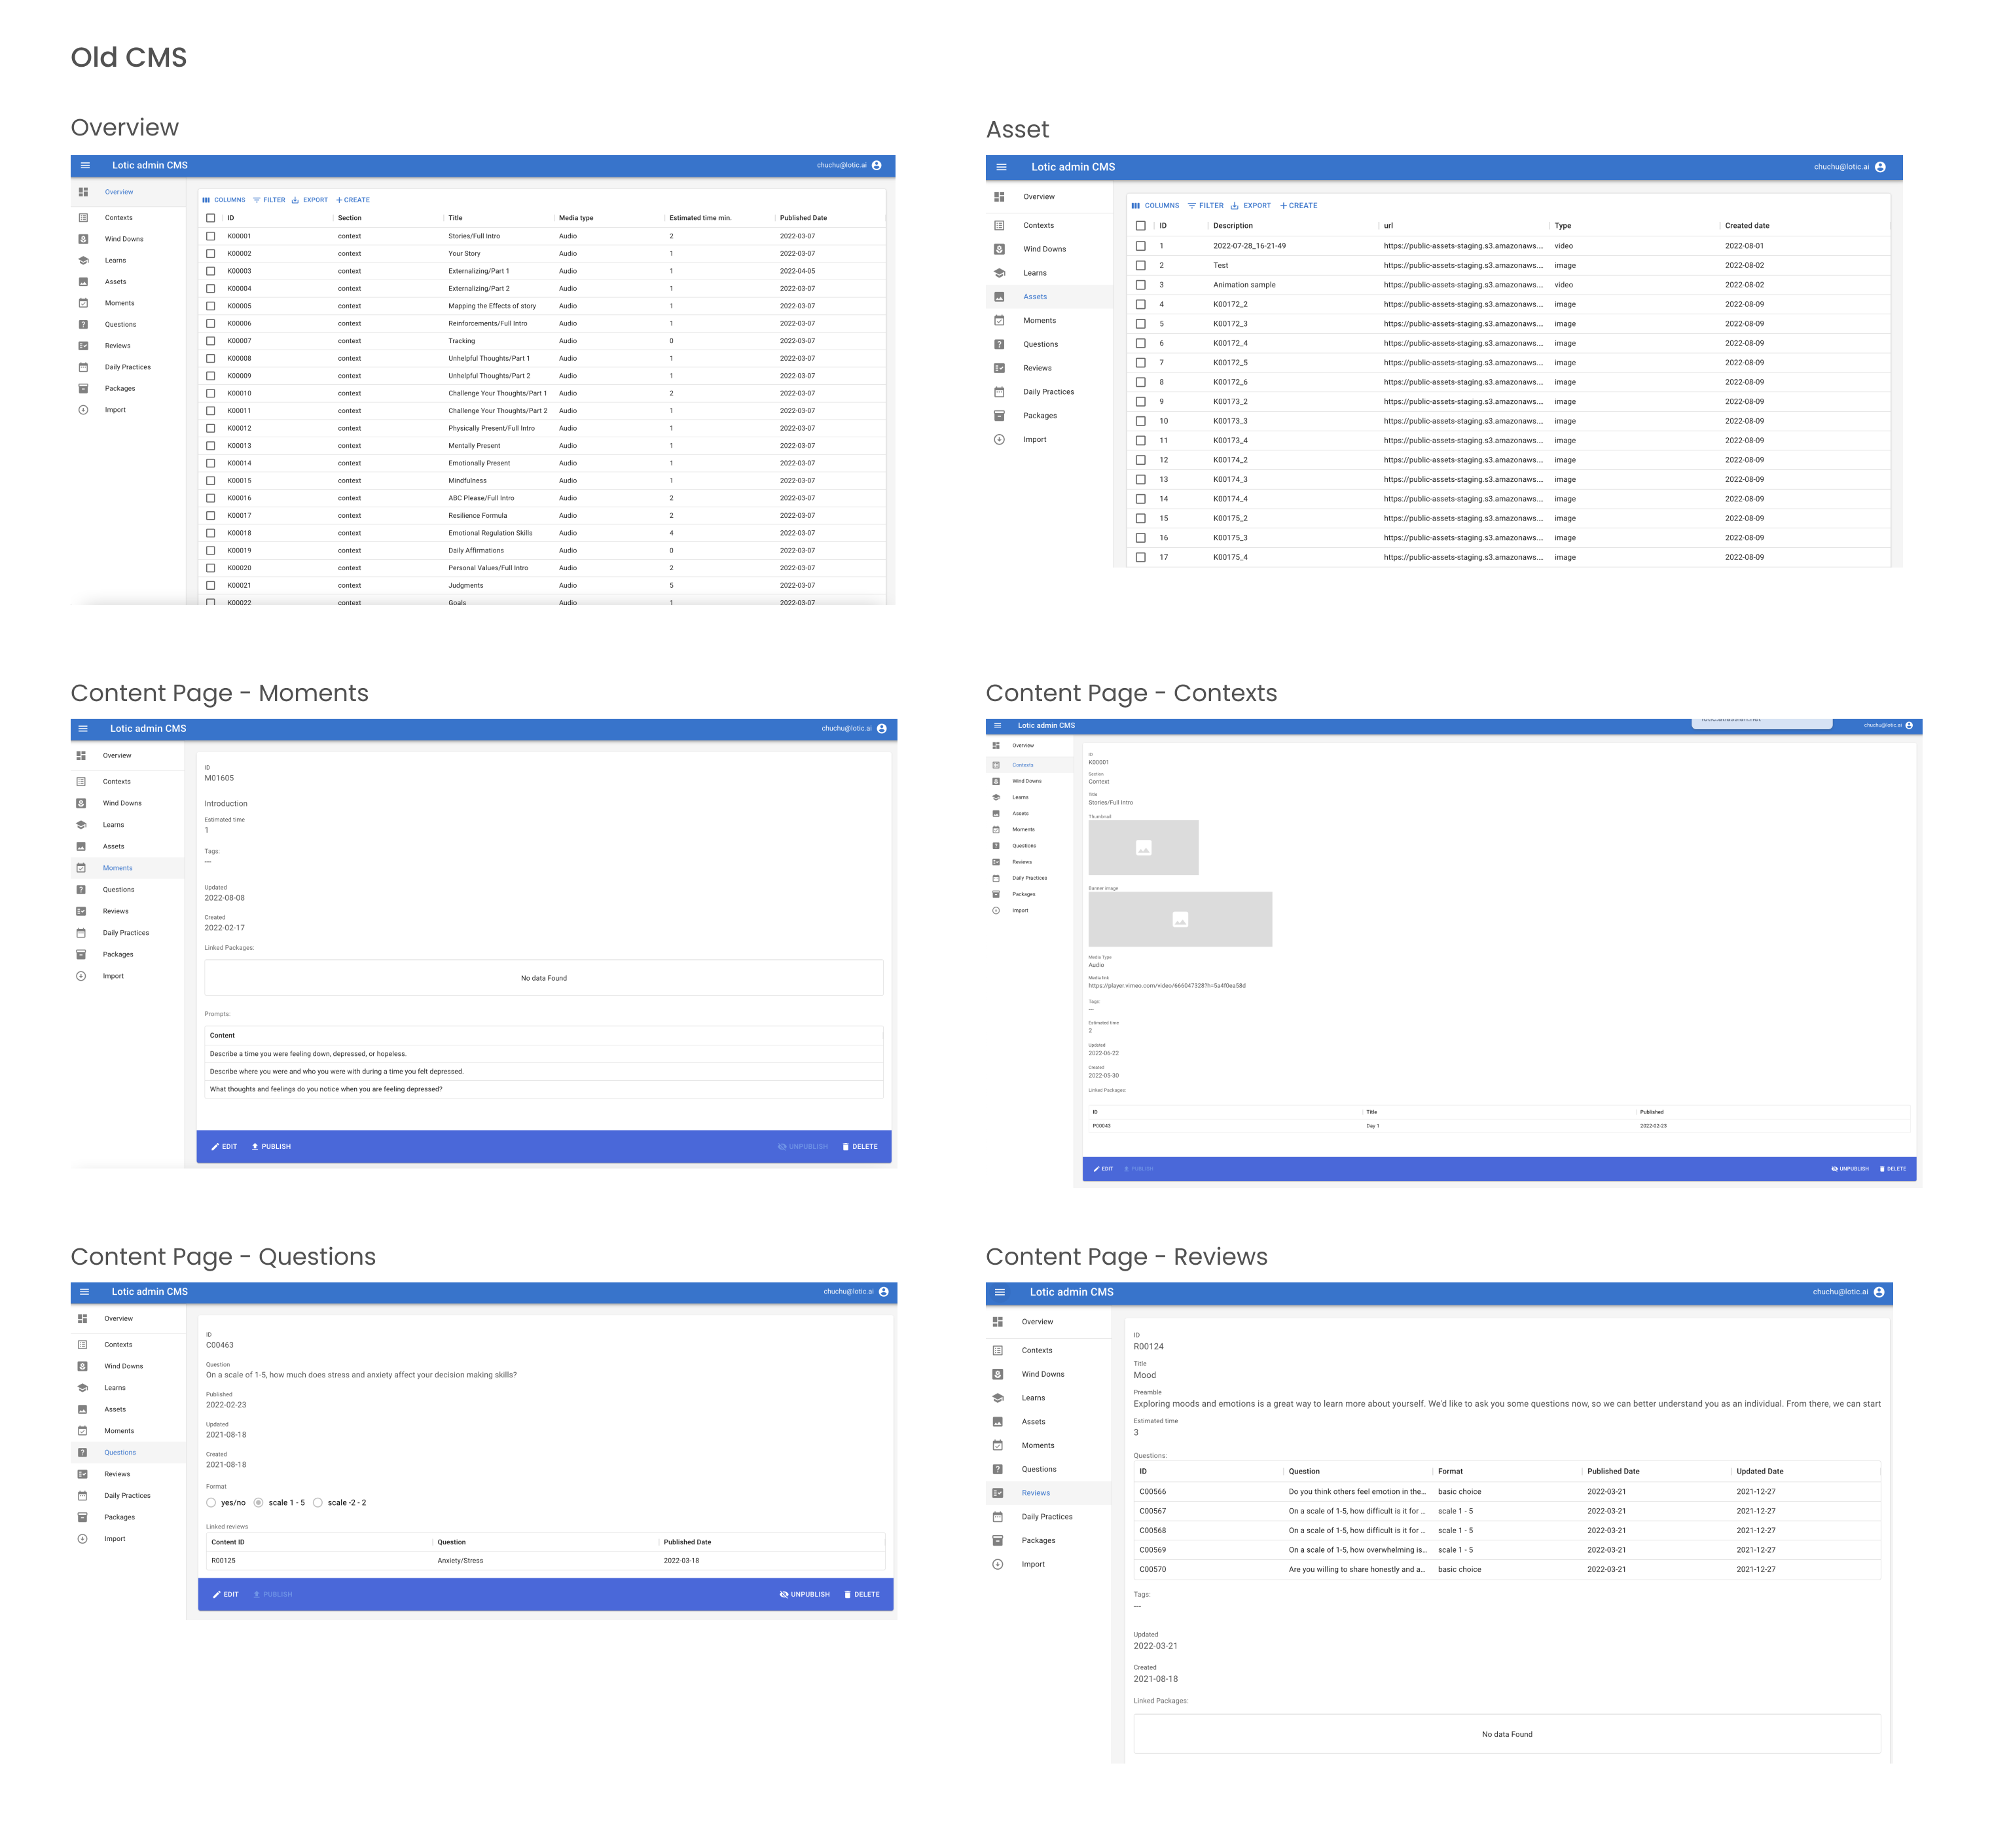 Old CMS
Overview
Lotic admin CMS chuchu@lotic.ai
Overview
Contexts
Wind Downs
Learns
Assets
Moments
Questions
Reviews
Daily Practices
Packages
Import
COLUMNS FILTER EXPORT + CREATE
ID Section Title Media type Estimated time min. Published Date
K00001 context Stories/Full Intro Audio 2 2022-03-07
K00002 context Your Story Audio 1 2022-03-07
K00003 context Externalizing/Part 1 Audio 1 2022-04-05
K00004 context Externalizing/Part 2 Audio 1 2022-03-07
K00005 context Mapping the Effects of story Audio 1 2022-03-07
K00006 context Reinforcements/Full Intro Audio 1 2022-03-07
K00007 context Tracking Audio 0 2022-03-07
K00008 context Unhelpful Thoughts/Part 1 Audio 1 2022-03-07
K00009 context Unhelpful Thoughts/Part 2 Audio 1 2022-03-07
K00010 context Challenge Your Thoughts/Part 1 Audio 2 2022-03-07
K00011 context Challenge Your Thoughts/Part 2 Audio 1 2022-03-07
K00012 context Physically Present/Full Intro Audio 1 2022-03-07
K00013 context Mentally Present Audio 1 2022-03-07
K00014 context Emotionally Present Audio 1 2022-03-07
K00015 context Mindfulness Audio 1 2022-03-07
K00016 context ABC Please/Full Intro Audio 2 2022-03-07
K00017 context Resilience Formula Audio 2 2022-03-07
K00018 context Emotional Regulation Skills Audio 4 2022-03-07
K00019 context Daily Affirmations Audio 0 2022-03-07
K00020 context Personal Values/Full Intro Audio 2 2022-03-07
K00021 context Judgments Audio 5 2022-03-07
K00022 context Goals Audio 1 2022-03-07
Asset
Lotic admin CMS chuchu@lotic.ai
Overview
Contexts
Wind Downs
Learns
Assets
Moments
Questions
Reviews
Daily Practices
Packages
Import
COLUMNS FILTER EXPORT + CREATE
ID Description url Type Created date
1 2022-07-28_16-21-49 https://public-assets-staging.s3.amazonaws.... video 2022-08-01
2 Test https://public-assets-staging.s3.amazonaws.... image 2022-08-02
3 Animation sample https://public-assets-staging.s3.amazonaws.... video 2022-08-02
4 K00172_2 https://public-assets-staging.s3.amazonaws.... image 2022-08-09
5 K00172_3 https://public-assets-staging.s3.amazonaws.... image 2022-08-09
6 K00172_4 https://public-assets-staging.s3.amazonaws.... image 2022-08-09
7 K00172_5 https://public-assets-staging.s3.amazonaws.... image 2022-08-09
8 K00172_6 https://public-assets-staging.s3.amazonaws.... image 2022-08-09
9 K00173_2 https://public-assets-staging.s3.amazonaws.... image 2022-08-09
10 K00173_3 https://public-assets-staging.s3.amazonaws.... image 2022-08-09
11 K00173_4 https://public-assets-staging.s3.amazonaws.... image 2022-08-09
12 K00174_2 https://public-assets-staging.s3.amazonaws.... image 2022-08-09
13 K00174_3 https://public-assets-staging.s3.amazonaws.... image 2022-08-09
14 K00174_4 https://public-assets-staging.s3.amazonaws.... image 2022-08-09
15 K00175_2 https://public-assets-staging.s3.amazonaws.... image 2022-08-09
16 K00175_3 https://public-assets-staging.s3.amazonaws.... image 2022-08-09
17 K00175_4 https://public-assets-staging.s3.amazonaws.... image 2022-08-09
Content Page - Moments
Lotic admin CMS chuchu@lotic.ai
Overview
Contexts
Wind Downs
Learns
Assets
Moments
Questions
Reviews
Daily Practices
Packages
Import
ID
M01605
Introduction
Estimated time
1
Tags:
---
Updated
2022-08-08
Created
2022-02-17
Linked Packages:
No data Found
Prompts:
Content
Describe a time you were feeling down, depressed, or hopeless.
Describe where you were and who you were with during a time you felt depressed.
What thoughts and feelings do you notice when you are feeling depressed?
EDIT PUBLISH UNPUBLISH DELETE
Content Page - Contexts
Lotic admin CMS chuchu@lotic.ai
Overview
Contexts
Wind Downs
Learns
Assets
Moments
Questions
Reviews
Daily Practices
Packages
Import
ID
K00001
Section
Context
Title
Stories/Full Intro
Thumbnail
Banner image
Media Type
Audio
Media link
https://player.vimeo.com/video/666047328?h=5a4f0ea58d
Tags:
---
Estimated time
2
Updated
2022-06-22
Created
2022-05-30
Linked Packages:
ID Title Published
P00043 Day 1 2022-02-23
EDIT PUBLISH UNPUBLISH DELETE
Content Page - Questions
Lotic admin CMS chuchu@lotic.ai
Overview
Contexts
Wind Downs
Learns
Assets
Moments
Questions
Reviews
Daily Practices
Packages
Import
ID
C00463
Question
On a scale of 1-5, how much does stress and anxiety affect your decision making skills?
Published
2022-02-23
Updated
2021-08-18
Created
2021-08-18
Format
yes/no scale 1 - 5 scale -2 - 2
Linked reviews
Content ID Question Published Date
R00125 Anxiety/Stress 2022-03-18
EDIT PUBLISH UNPUBLISH DELETE
Content Page - Reviews
Lotic admin CMS chuchu@lotic.ai
Overview
Contexts
Wind Downs
Learns
Assets
Moments
Questions
Reviews
Daily Practices
Packages
Import
ID
R00124
Title
Mood
Preamble
Exploring moods and emotions is a great way to learn more about yourself. We'd like to ask you some questions now, so we can better understand you as an individual. From there, we can start
Estimated time
3
Questions:
ID Question Format Published Date Updated Date
C00566 Do you think others feel emotion in the... basic choice 2022-03-21 2021-12-27
C00567 On a scale of 1-5, how difficult is it for ... scale 1 - 5 2022-03-21 2021-12-27
C00568 On a scale of 1-5, how difficult is it for ... scale 1 - 5 2022-03-21 2021-12-27
C00569 On a scale of 1-5, how overwhelming is... scale 1 - 5 2022-03-21 2021-12-27
C00570 Are you willing to share honestly and a... basic choice 2022-03-21 2021-12-27
Tags:
---
Updated
2022-03-21
Created
2021-08-18
Linked Packages:
No data Found